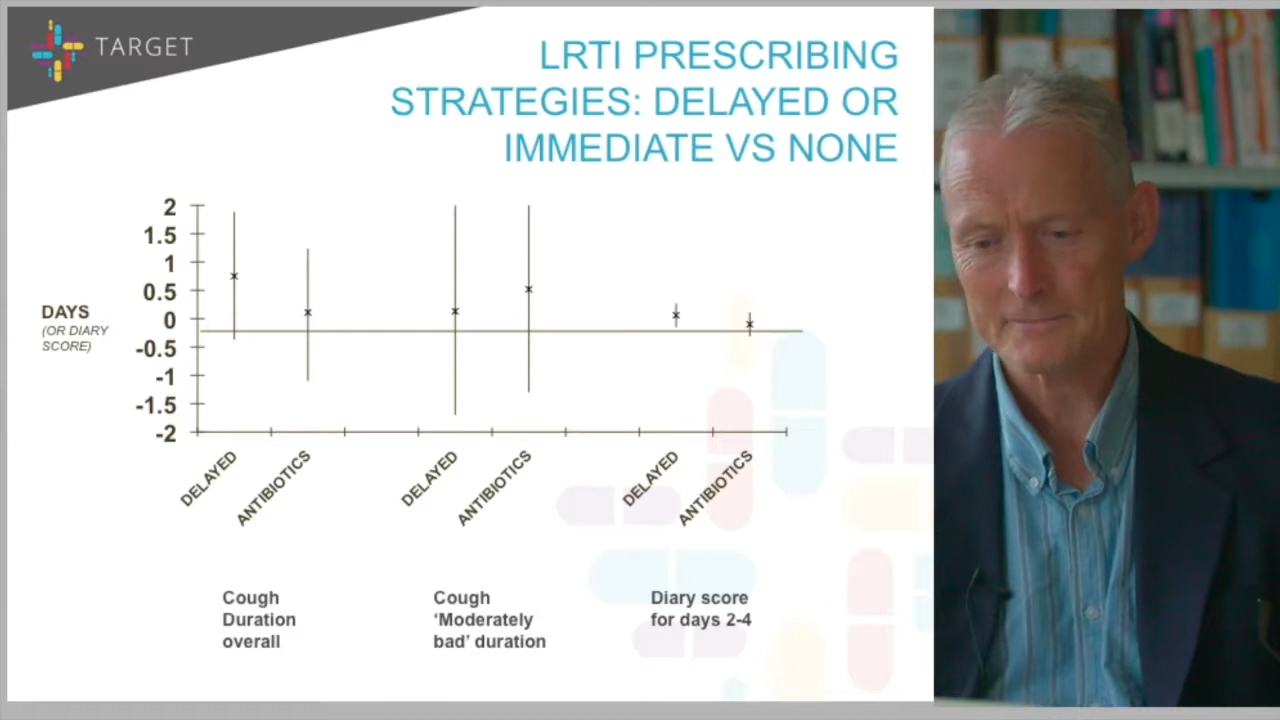 TARGET
LRTI PRESCRIBING
STRATEGIES: DELAYED OR
IMMEDIATE VS NONE
2
1.5
1
0.5
0
-0.5
-1
-1.5
-2
DAYS
(OR DIARY
SCORE)
DELAYED
ANTIBIOTICS
DELAYED
ANTIBIOTICS
DELAYED
ANTIBIOTICS
Cough
Duration
overall
Cough
‘Moderately
bad’ duration
Diary score
for days 2-4